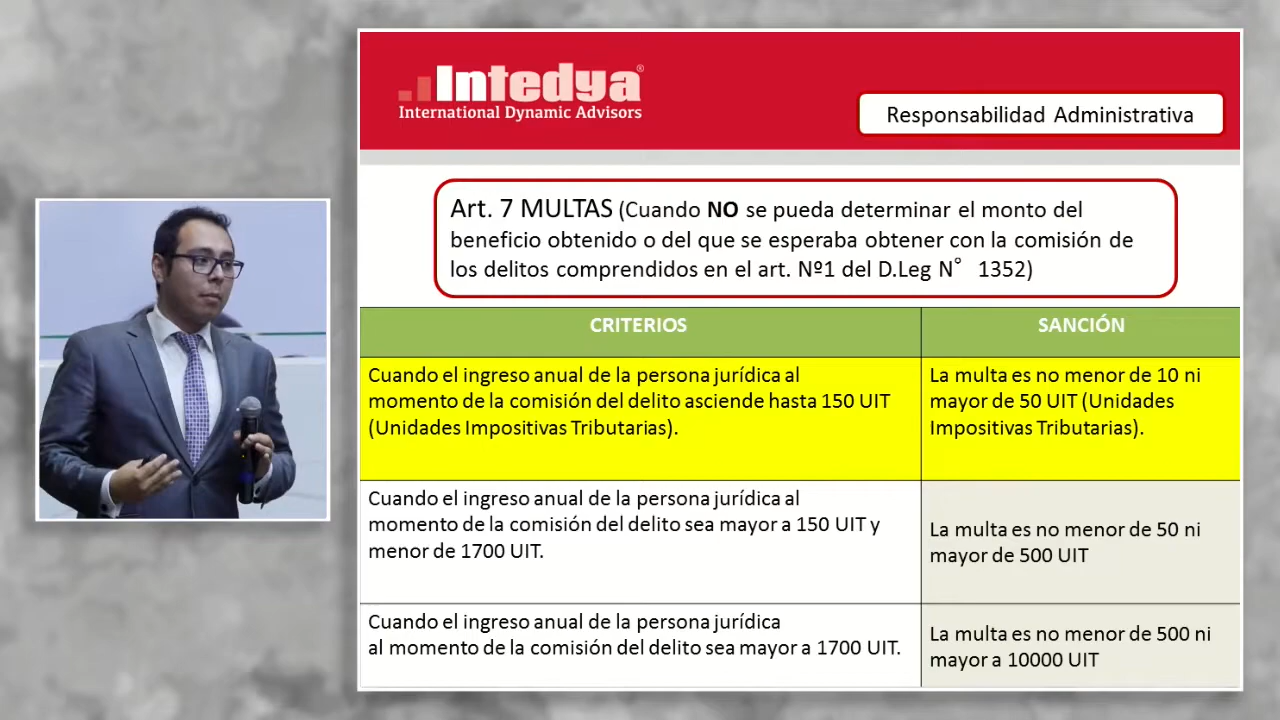 Intedya®
International Dynamic Advisors
Responsabilidad Administrativa
Art. 7 MULTAS (Cuando NO se pueda determinar el monto del
beneficio obtenido o del que se esperaba obtener con la comisión de
los delitos comprendidos en el art. Nº1 del D.Leg N° 1352)
CRITERIOS
SANCIÓN
Cuando el ingreso anual de la persona jurídica al
momento de la comisión del delito asciende hasta 150 UIT
(Unidades Impositivas Tributarias).
La multa es no menor de 10 ni
mayor de 50 UIT (Unidades
Impositivas Tributarias).
Cuando el ingreso anual de la persona jurídica al
momento de la comisión del delito sea mayor a 150 UIT y
menor de 1700 UIT.
La multa es no menor de 50 ni
mayor de 500 UIT
Cuando el ingreso anual de la persona jurídica
al momento de la comisión del delito sea mayor a 1700 UIT.
La multa es no menor de 500 ni
mayor a 10000 UIT